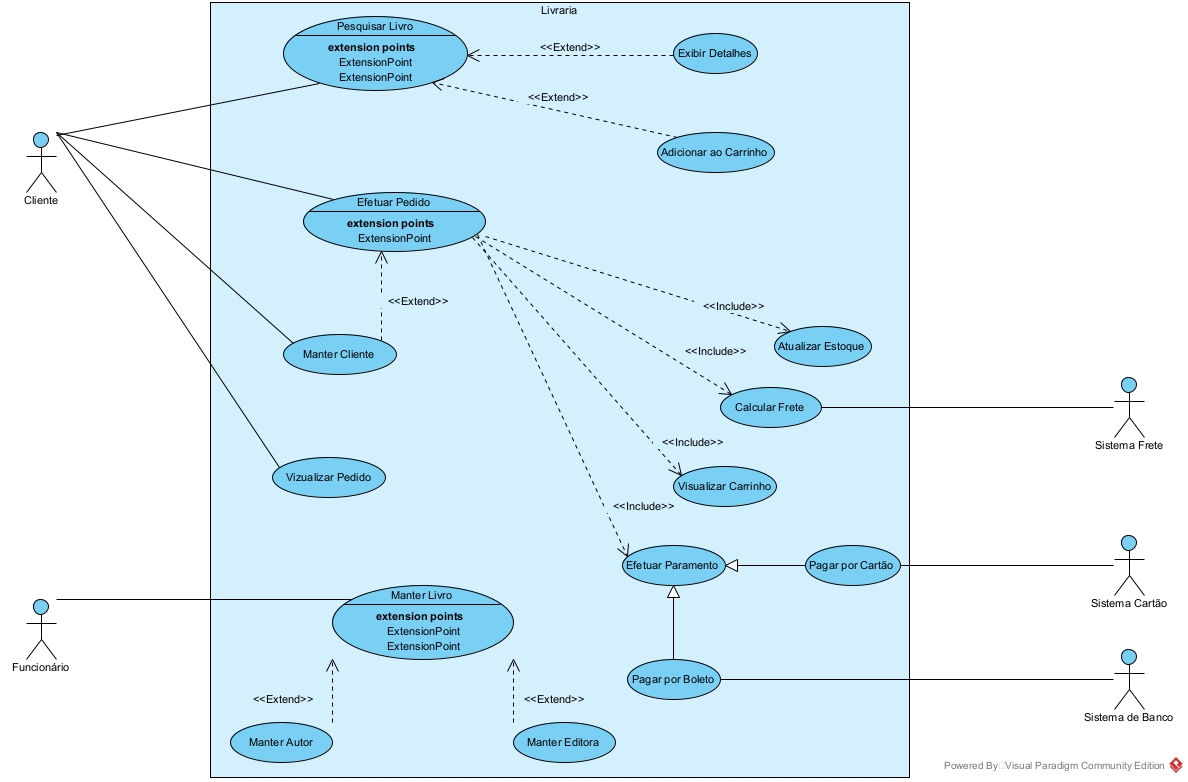 Livraria
Pesquisar Livro
extension points
ExtensionPoint
ExtensionPoint
<<Extend>>
Exibir Detalhes
<<Extend>>
Adicionar ao Carrinho
Cliente
Efetuar Pedido
extension points
ExtensionPoint
<<Extend>>
<<Include>>
Manter Cliente
Atualizar Estoque
<<Include>>
Calcular Frete
Sistema Frete
<<Include>>
Vizualizar Pedido
Visualizar Carrinho
<<Include>>
Efetuar Paramento
Pagar por Cartão
Sistema Cartão
Manter Livro
extension points
ExtensionPoint
ExtensionPoint
Funcionário
Pagar por Boleto
<<Extend>>
<<Extend>>
Sistema de Banco
Manter Autor
Manter Editora
Powered By Visual Paradigm Community Edition